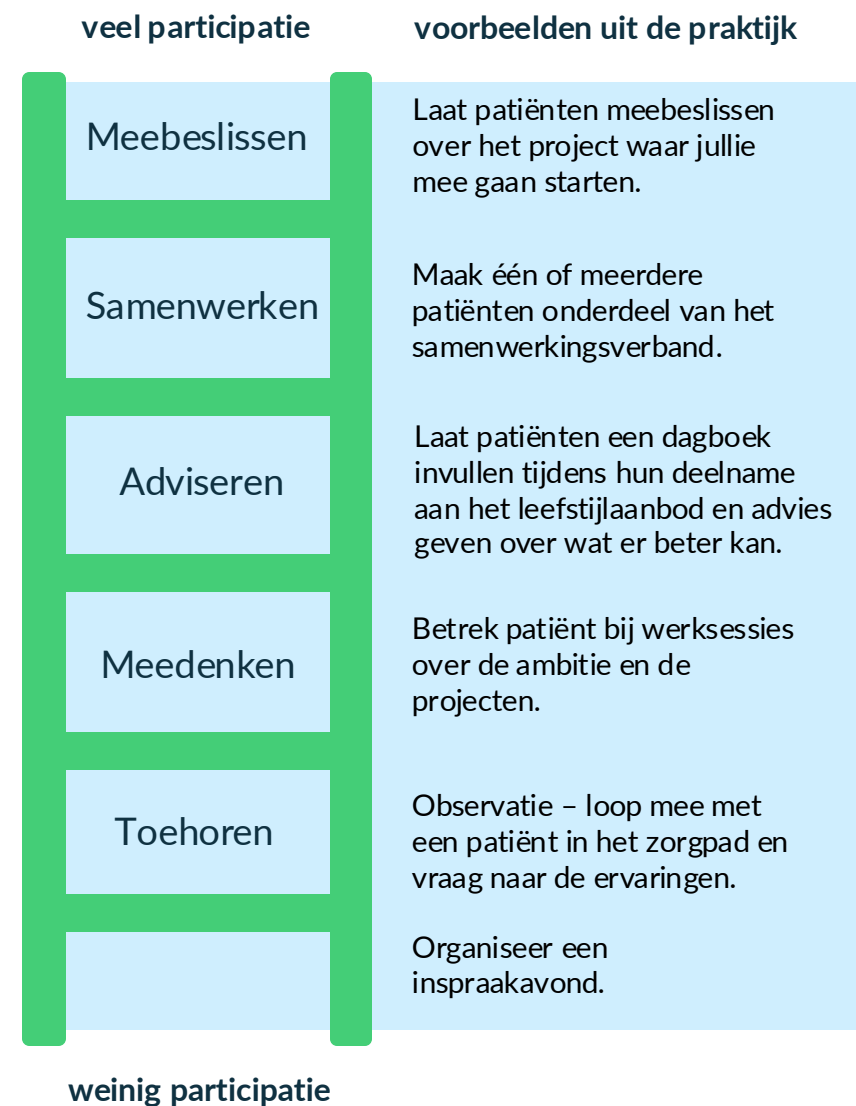 veel participatie
voorbeelden uit de praktijk
Meebeslissen
Laat patiënten meebeslissen
over het project waar jullie
mee gaan starten.
Samenwerken
Maak één of meerdere
patiënten onderdeel van het
samenwerkingsverband.
Adviseren
Laat patiënten een dagboek
invullen tijdens hun deelname
aan het leefstijlaanbod en advies
geven over wat er beter kan.
Meedenken
Betrek patiënt bij werksessies
over de ambitie en de
projecten.
Toehoren
Observatie – loop mee met
een patiënt in het zorgpad en
vraag naar de ervaringen.
Organiseer een
inspraakavond.
weinig participatie